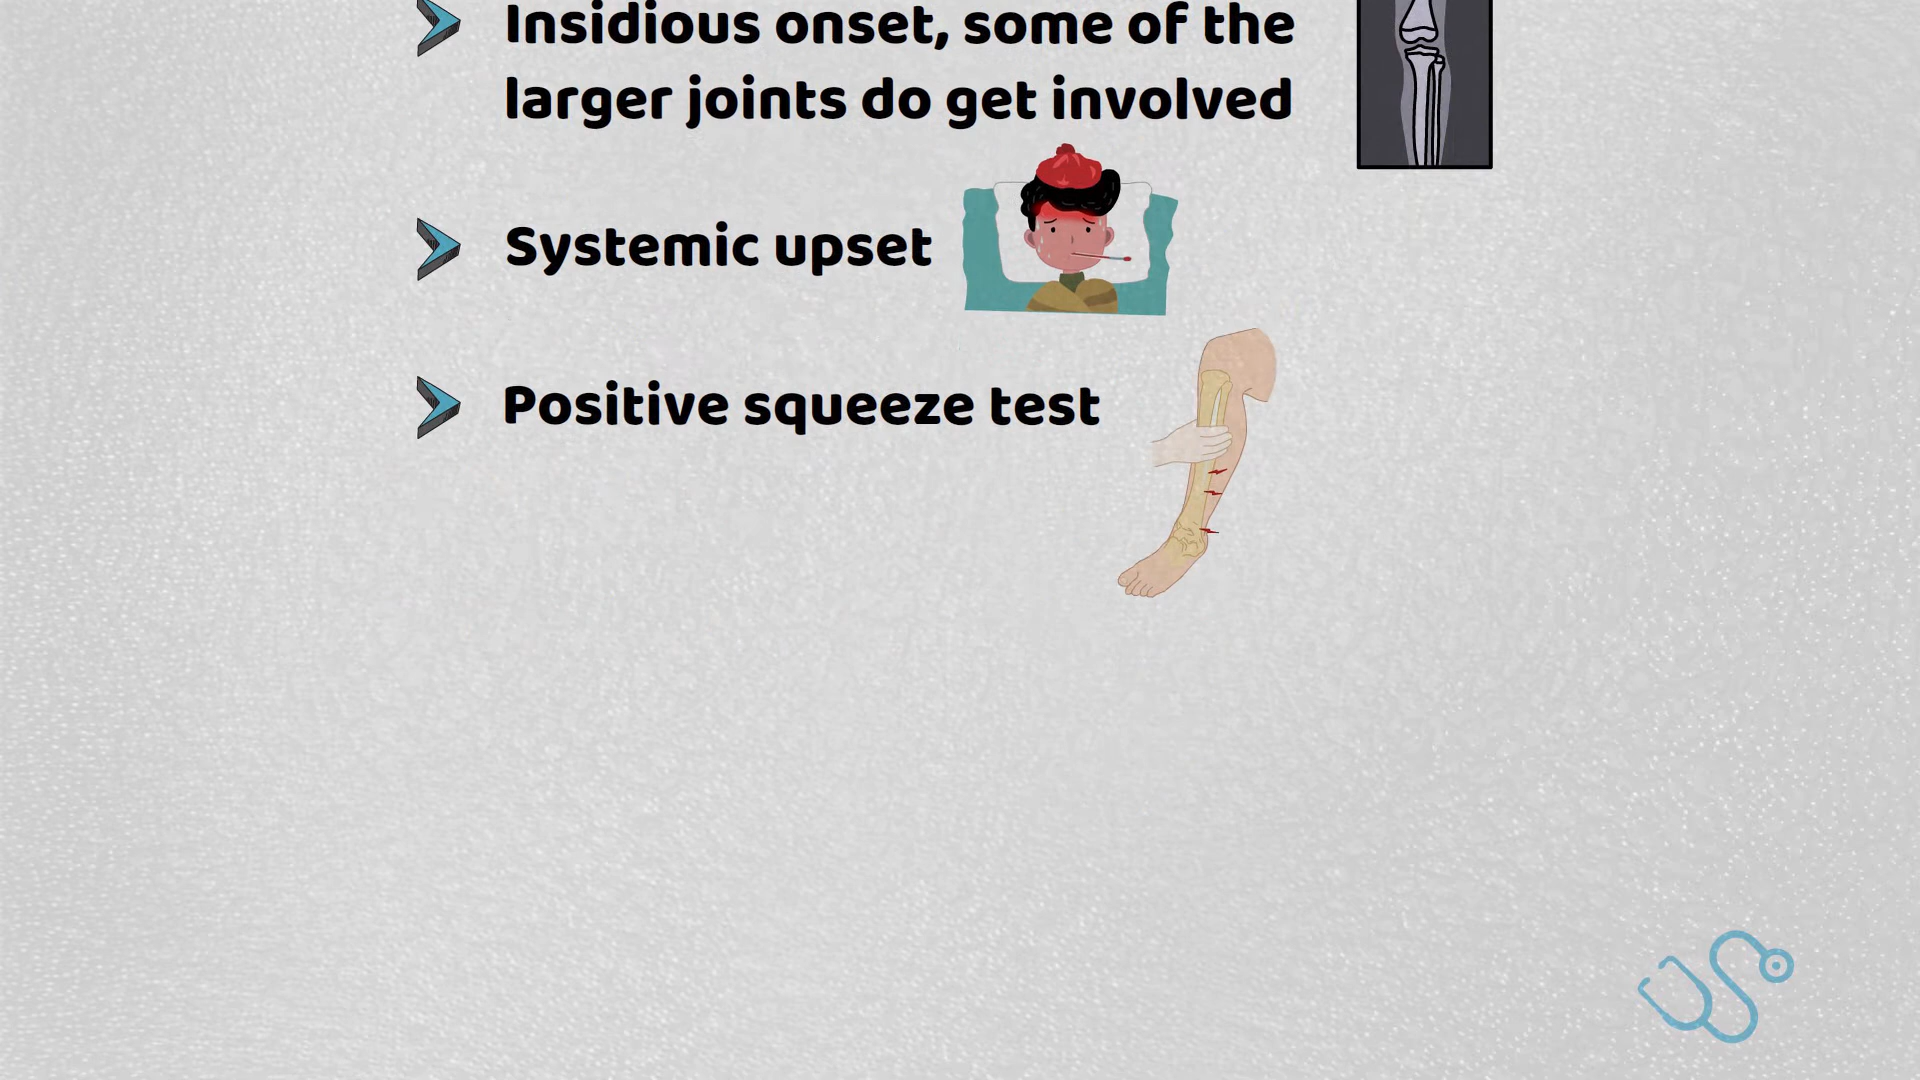 Insidious onset, some of the
larger joints do get involved
Systemic upset
Positive squeeze test